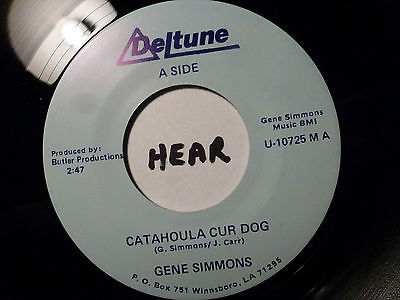 Deltune
A SIDE
Gene Simmons
Music BMI
U-10725 M A
Produced by:
Butler Productions
2:47
HEAR
CATAHOULA CUR DOG
(G. Simmons/J. Carr)
GENE SIMMONS
P. O. Box 751 Winnsboro, LA 71295